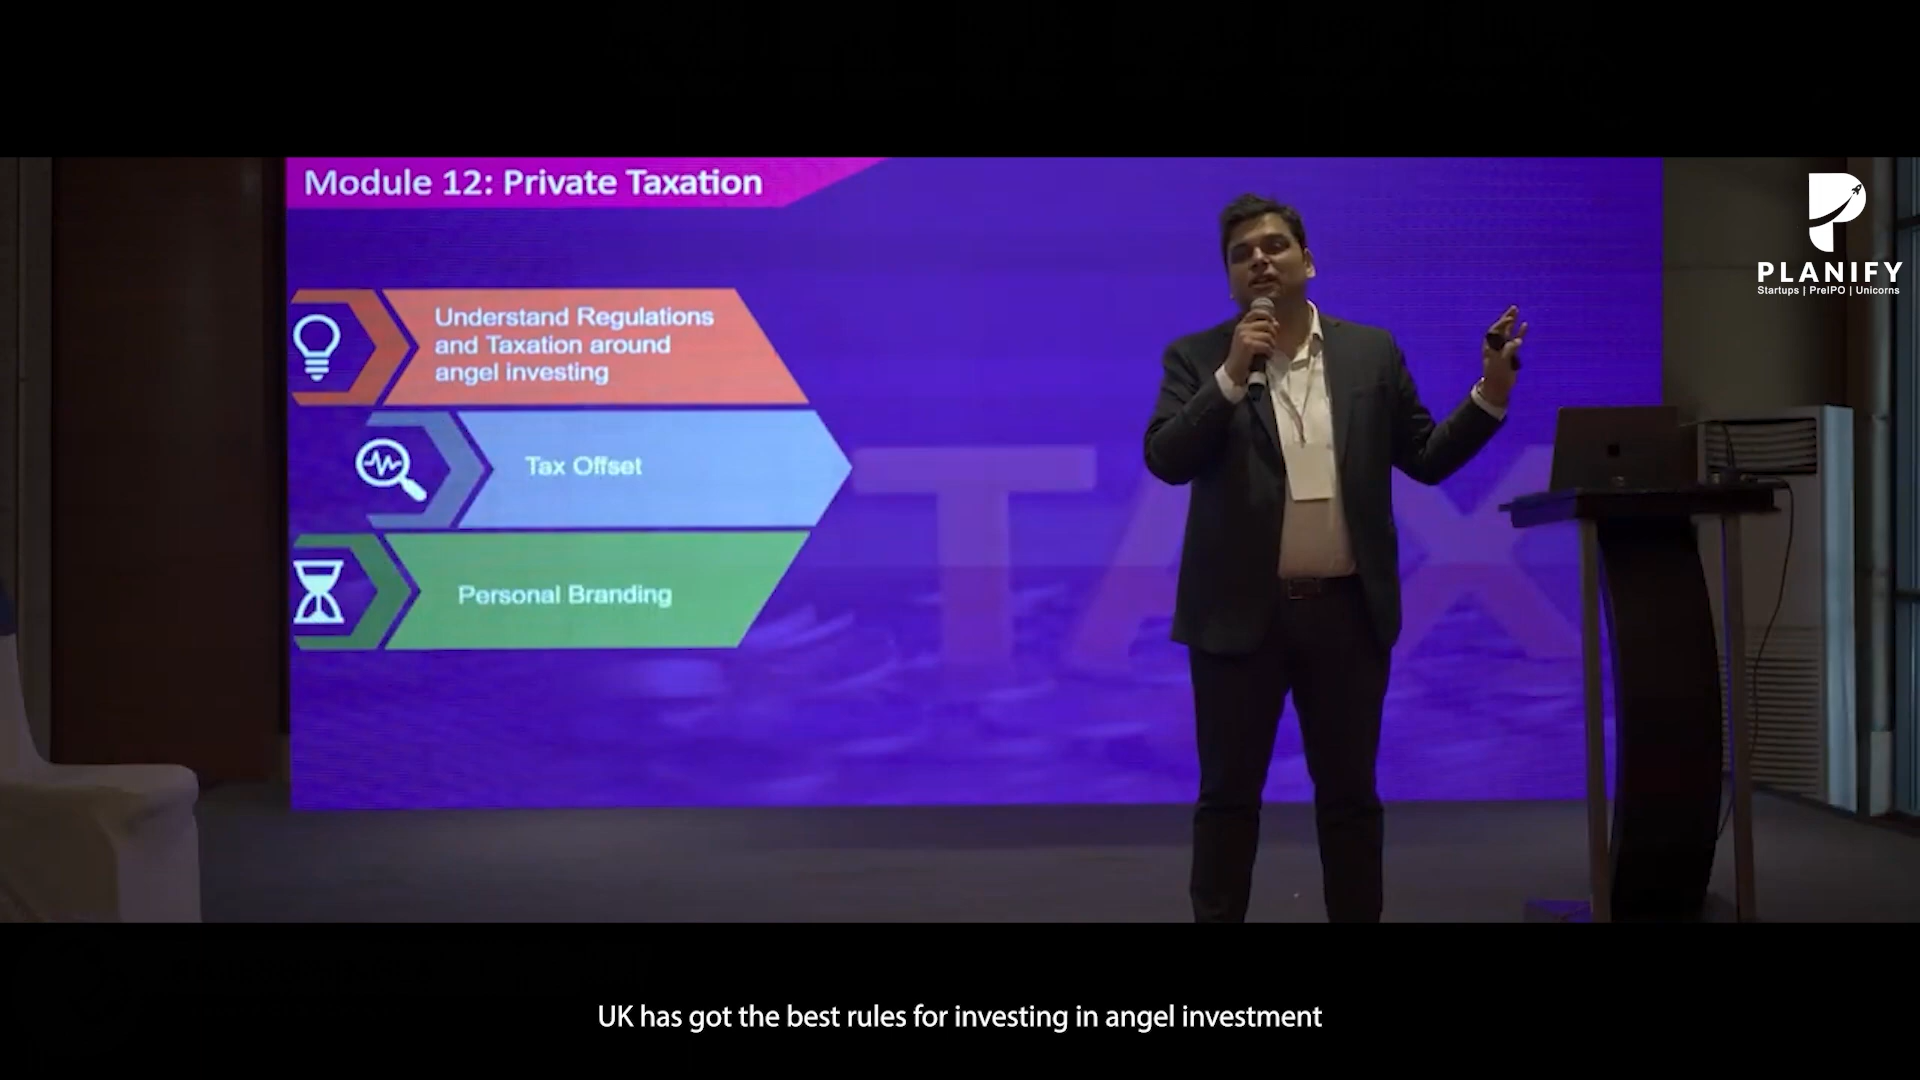 Module 12: Private Taxation
Understand Regulations
and Taxation around
angel investing
Tax Offset
Personal Branding
TAX
PLANIFY
Startups | PreIPO | Unicorns
UK has got the best rules for investing in angel investment